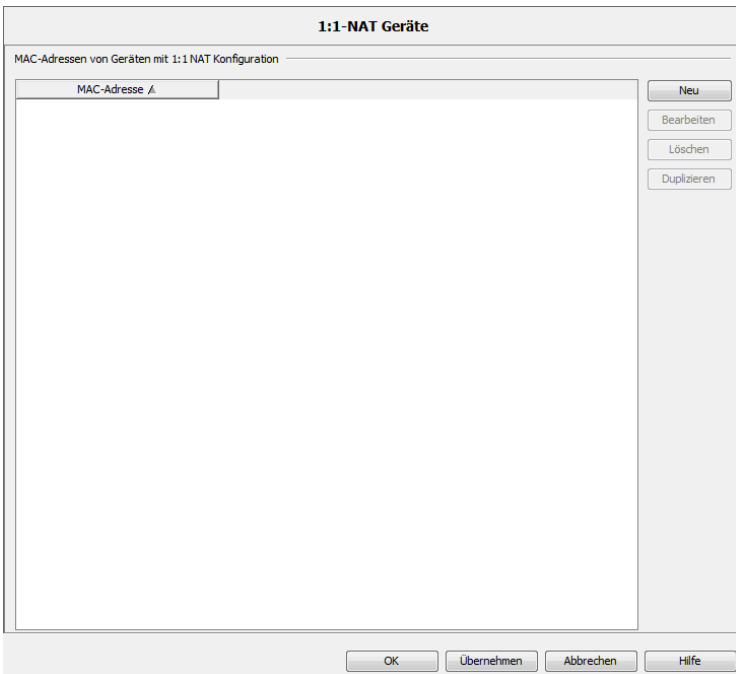 1:1-NAT Geräte
MAC-Adressen von Geräten mit 1:1 NAT Konfiguration
MAC-Adresse
Neu
Bearbeiten
Löschen
Duplizieren
OK
Übernehmen
Abbrechen
Hilfe